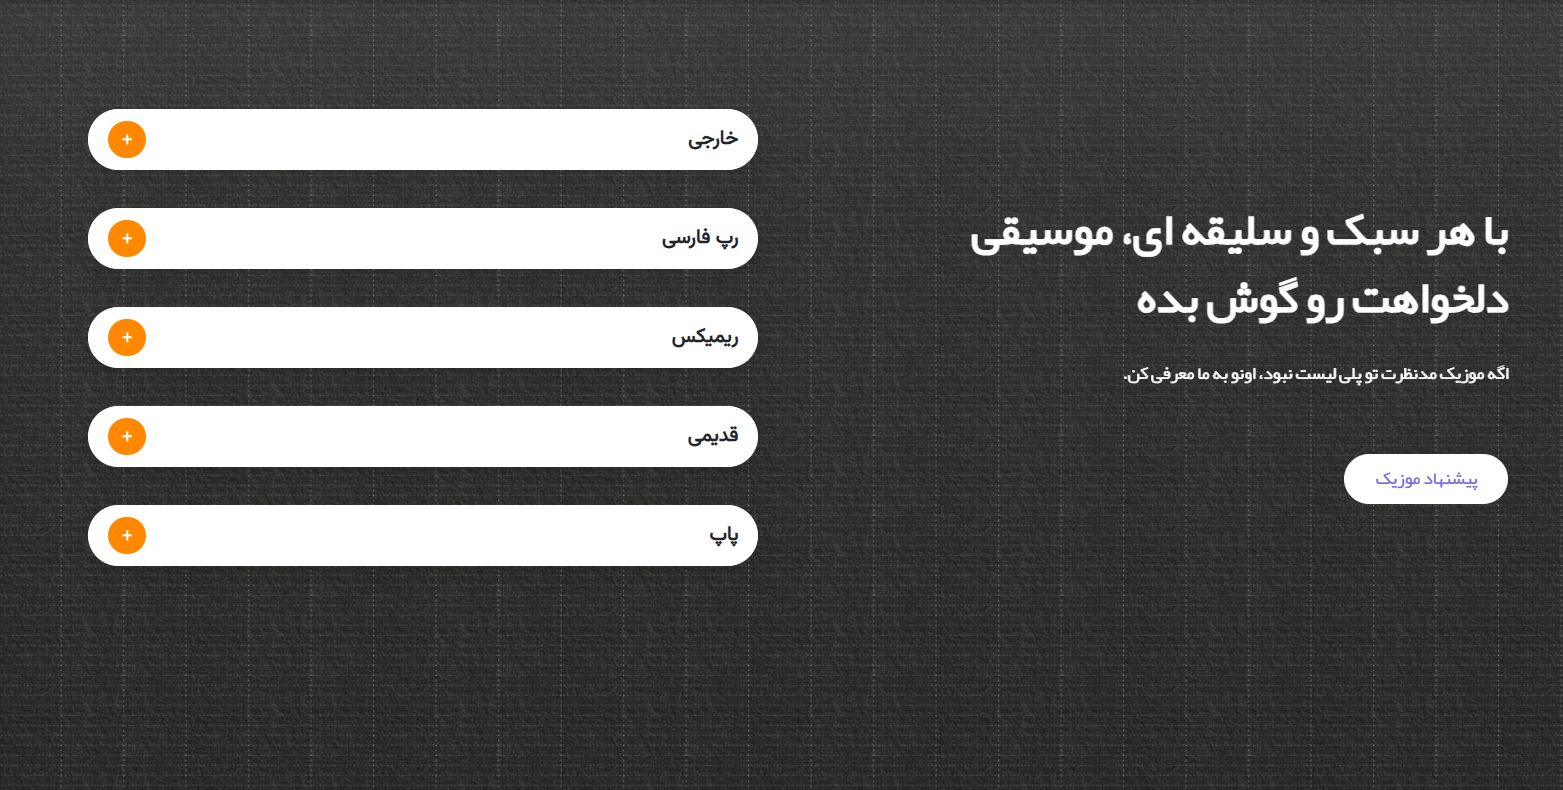 با هر سبک و سلیقه ای، موسیقی
دلخواهت رو گوش بده
اگه موزیک مدنظرت تو پلی لیست نبود، اونو به ما معرفی کن.
پیشنهاد موزیک
خارجی
+
رپ فارسی
+
ریمیکس
+
قدیمی
+
پاپ
+